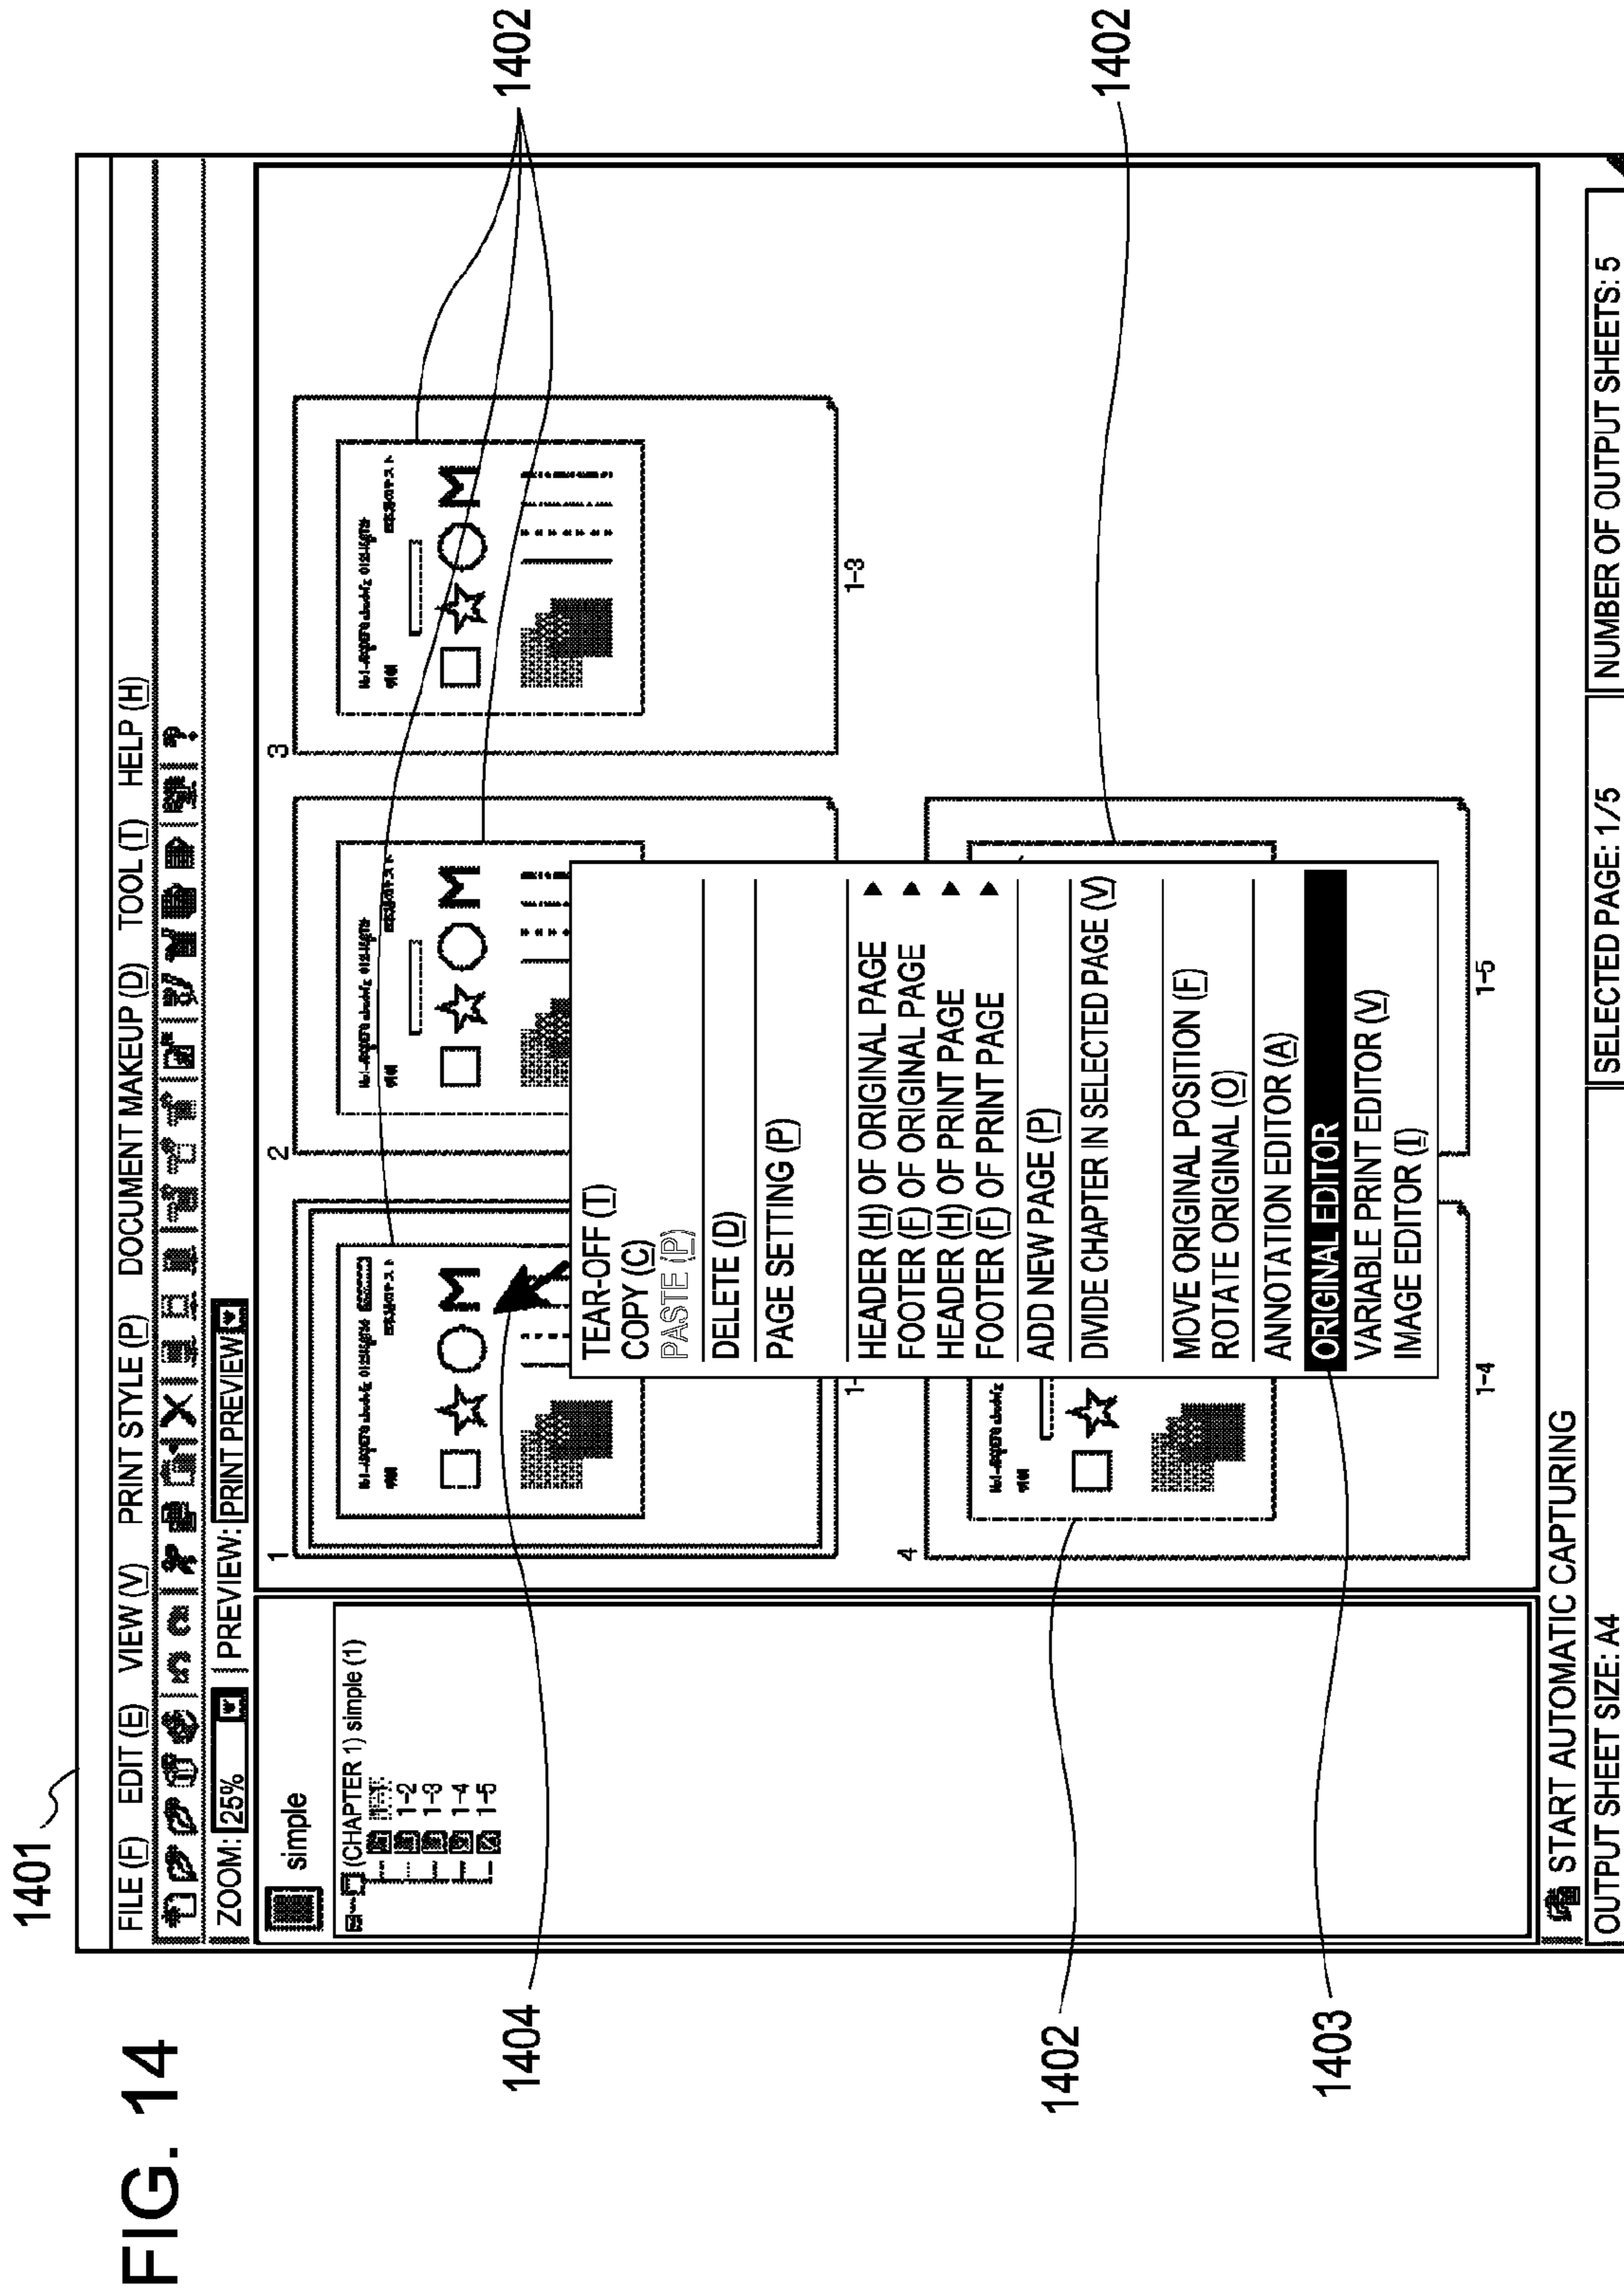 FIG. 14
1401
FILE (F) EDIT (E) VIEW (V) PRINT STYLE (P) DOCUMENT MAKEUP (D) TOOL (T) HELP (H)
ZOOM: 25% PREVIEW: PRINT PREVIEW
simple
(CHAPTER 1) simple (1)
1-2
1-3
1-4
1-5
1
2
3
1402
1404
1-3
TEAR-OFF (T)
COPY (C)
PASTE (P)
DELETE (D)
PAGE SETTING (P)
HEADER (H) OF ORIGINAL PAGE
FOOTER (F) OF ORIGINAL PAGE
HEADER (H) OF PRINT PAGE
FOOTER (F) OF PRINT PAGE
ADD NEW PAGE (P)
DIVIDE CHAPTER IN SELECTED PAGE (V)
MOVE ORIGINAL POSITION (F)
ROTATE ORIGINAL (O)
ANNOTATION EDITOR (A)
ORIGINAL EDITOR
VARIABLE PRINT EDITOR (V)
IMAGE EDITOR (I)
1-
4
1402
1402
1403
1-4
1-5
START AUTOMATIC CAPTURING
OUTPUT SHEET SIZE: A4 SELECTED PAGE: 1/5 NUMBER OF OUTPUT SHEETS: 5